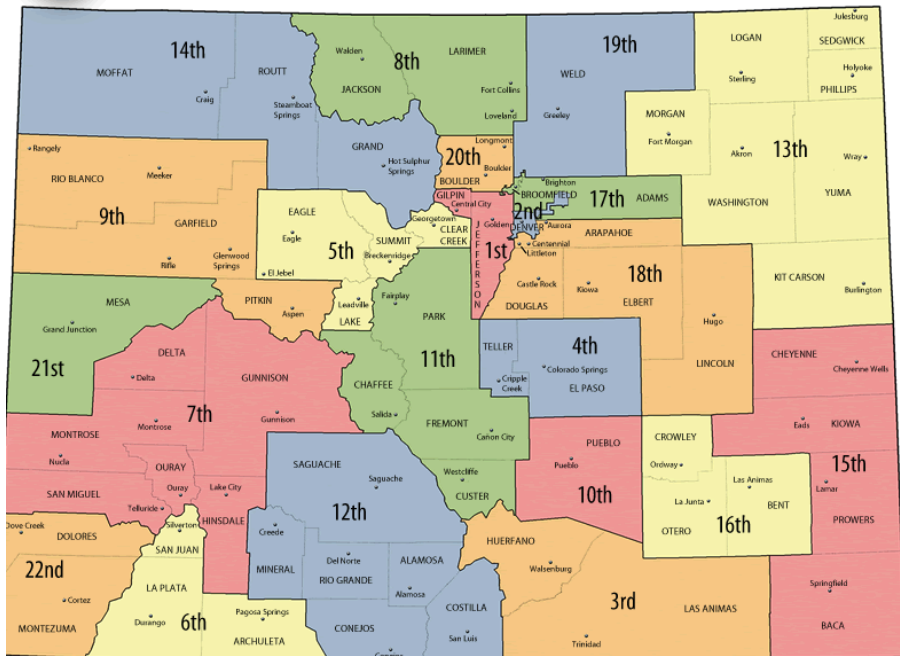 Julesburg
14th
19th
LOGAN
SEDGWICK
Walden
LARIMER
8th
MOFFAT
ROUTT
WELD
Holyoke
Sterling
JACKSON
Fort Collins
PHILLIPS
Craig
Steamboat
Springs
Loveland
Greeley
MORGAN
Fort Morgan
Rangely
GRAND
Longmont
20th
Akron
13th
Wray
Meeker
Hot Sulphur
Springs
Boulder
RIO BLANCO
BOULDER
Brighton
GILPIN
BROOMFIELD
17th
ADAMS
YUMA
Central City
WASHINGTON
9th
EAGLE
Georgetown
2nd
GARFIELD
Golden
DENVER
Aurora
CLEAR
CREEK
ARAPAHOE
Eagle
SUMMIT
JEFFERSON
1st
Centennial
Littleton
5th
Breckenridge
Glenwood
Springs
Rifle
El Jebel
18th
KIT CARSON
Castle Rock
Kiowa
Burlington
MESA
PITKIN
Leadville
Fairplay
DOUGLAS
ELBERT
Aspen
LAKE
PARK
Hugo
Grand Junction
TELLER
4th
DELTA
11th
CHEYENNE
21st
LINCOLN
Cheyenne Wells
Delta
GUNNISON
CHAFFEE
Cripple
Creek
Colorado Springs
EL PASO
7th
Gunnison
Salida
FREMONT
Montrose
Eads
KIOWA
MONTROSE
Cañon City
PUEBLO
CROWLEY
Nucla
SAGUACHE
Pueblo
Ordway
15th
OURAY
Westcliffe
Saguache
Las Animas
Lamar
SAN MIGUEL
Ouray
Lake City
CUSTER
10th
La Junta
BENT
Telluride
12th
16th
Dove Creek
Silverton
HINSDALE
Creede
OTERO
PROWERS
DOLORES
SAN JUAN
HUERFANO
Del Norte
ALAMOSA
22nd
MINERAL
RIO GRANDE
Walsenburg
LA PLATA
Springfield
Cortez
Alamosa
3rd
Pagosa Springs
COSTILLA
LAS ANIMAS
Durango
6th
MONTEZUMA
CONEJOS
San Luis
BACA
ARCHULETA
Trinidad